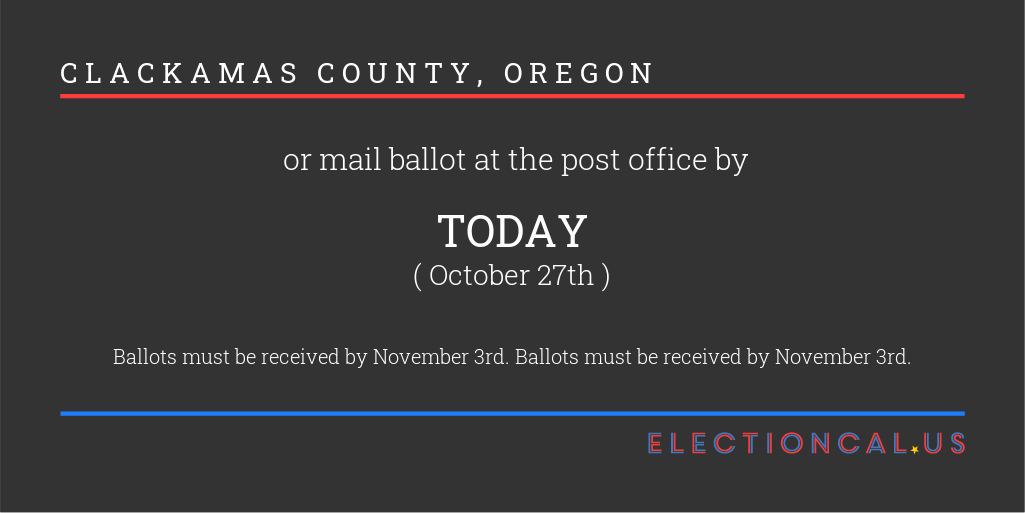 CLACKAMAS COUNTY, OREGON
or mail ballot at the post office by
TODAY
( October 27th )
Ballots must be received by November 3rd. Ballots must be received by November 3rd.
ELECTIONCAL.US